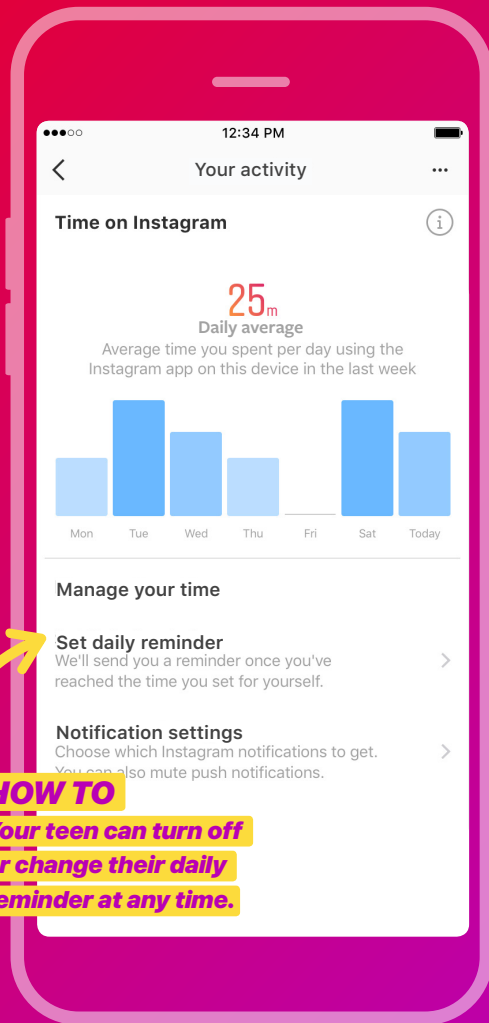 12:34 PM
Your activity
Time on Instagram
i
25m
Daily average
Average time you spent per day using the
Instagram app on this device in the last week
Mon Tue Wed Thu Fri Sat Today
Manage your time
Set daily reminder
We'll send you a reminder once you've
reached the time you set for yourself.
Notification settings
Choose which Instagram notifications to get.
You can also mute push notifications.
HOW TO
Your teen can turn off
r change their daily
eminder at any time.